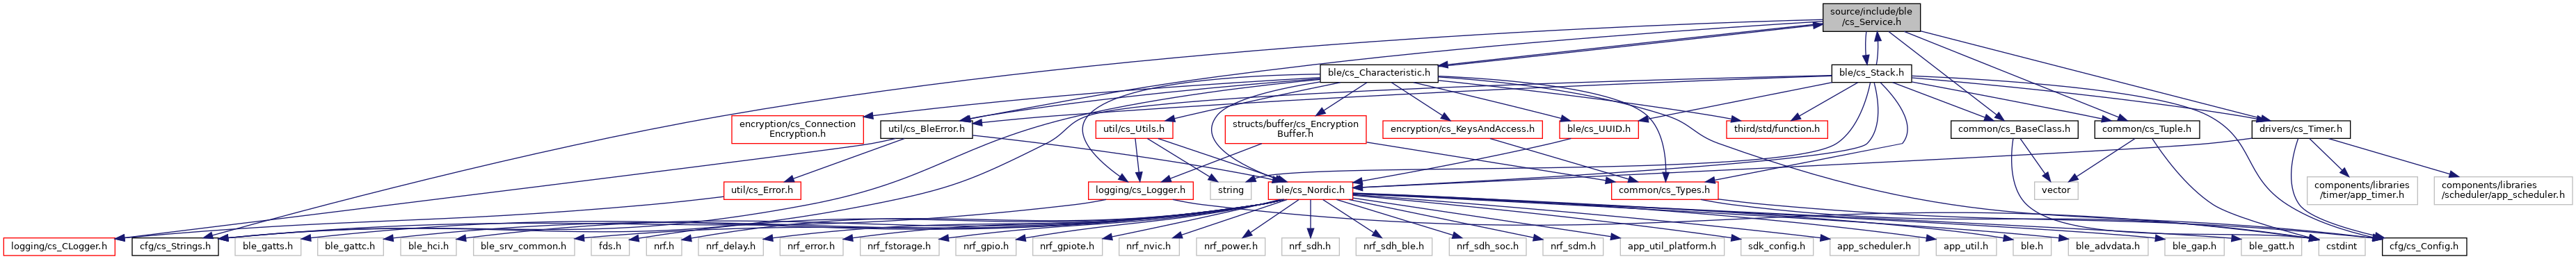 source/include/ble
/cs_Service.h
ble/cs_Characteristic.h
ble/cs_Stack.h
encryption/cs_Connection
Encryption.h
util/cs_BleError.h
util/cs_Utils.h
structs/buffer/cs_Encryption
Buffer.h
encryption/cs_KeysAndAccess.h
ble/cs_UUID.h
third/std/function.h
common/cs_BaseClass.h
common/cs_Tuple.h
drivers/cs_Timer.h
util/cs_Error.h
logging/cs_Logger.h
string
ble/cs_Nordic.h
common/cs_Types.h
vector
components/libraries
/timer/app_timer.h
components/libraries
/scheduler/app_scheduler.h
logging/cs_CLogger.h
cfg/cs_Strings.h
ble_gatts.h
ble_gattc.h
ble_hci.h
ble_srv_common.h
fds.h
nrf.h
nrf_delay.h
nrf_error.h
nrf_fstorage.h
nrf_gpio.h
nrf_gpiote.h
nrf_nvic.h
nrf_power.h
nrf_sdh.h
nrf_sdh_ble.h
nrf_sdh_soc.h
nrf_sdm.h
app_util_platform.h
sdk_config.h
app_scheduler.h
app_util.h
ble.h
ble_advdata.h
ble_gap.h
ble_gatt.h
cstdint
cfg/cs_Config.h